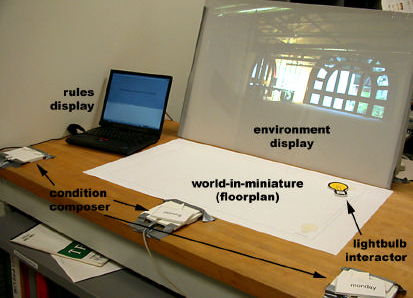 rules
display
environment
display
world-in-miniature
(floorplan)
condition
composer
lightbulb
interactor
monday